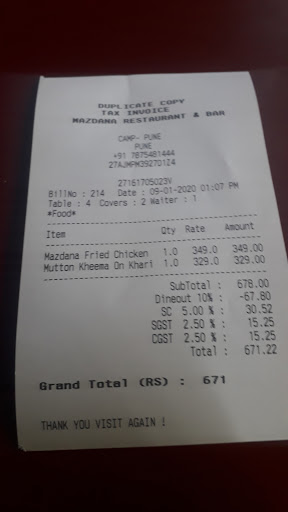 DUPLICATE COPY
TAX INVOICE
MAZDANA RESTAURANT & BAR
CAMP- PUNE
PUNE
+91 7875481444
27AJMPM3927D1Z4
27161705023V
BillNo : 214 Date : 09-01-2020 01:07 PM
Table : 4 Covers : 2 Waiter : 1
*Food*
Item Qty Rate Amount
Mazdana Fried Chicken 1.0 349.0 349.00
Mutton Kheema On Khari 1.0 329.0 329.00
SubTotal : 678.00
Dineout 10% : -67.80
SC 5.00 % : 30.52
SGST 2.50 % : 15.25
CGST 2.50 % : 15.25
Total : 671.22
Grand Total (RS) : 671
THANK YOU VISIT AGAIN !